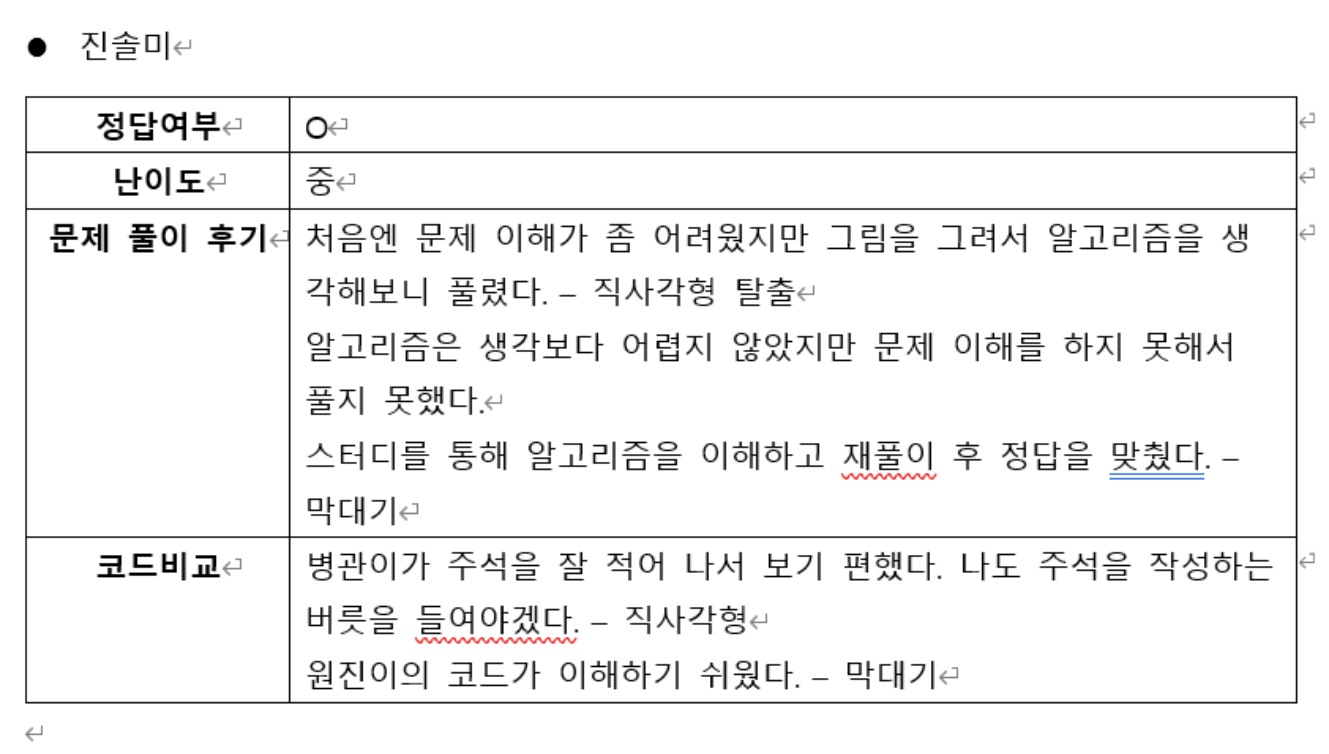 ● 진솔미
정답여부 O
난이도 중
문제 풀이 후기 처음엔 문제 이해가 좀 어려웠지만 그림을 그려서 알고리즘을 생
각해보니 풀렸다. – 직사각형 탈출
알고리즘은 생각보다 어렵지 않았지만 문제 이해를 하지 못해서
풀지 못했다.
스터디를 통해 알고리즘을 이해하고 재풀이 후 정답을 맞췄다. –
막대기
코드비교 병관이가 주석을 잘 적어 나서 보기 편했다. 나도 주석을 작성하는
버릇을 들여야겠다. – 직사각형
원진이의 코드가 이해하기 쉬웠다. – 막대기